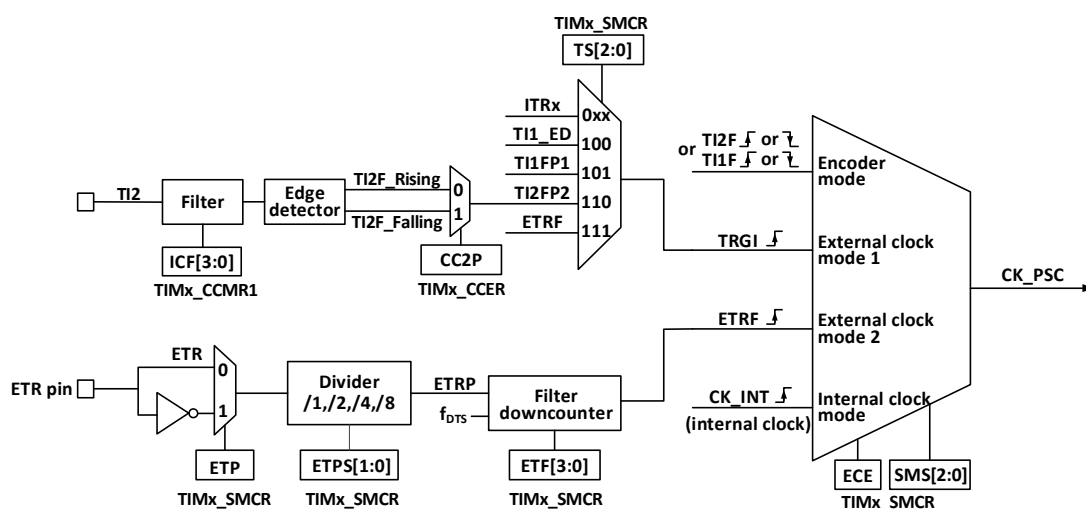 TIMx_SMCR
TS[2:0]
ITRx
0xx
TI1_ED
100
TI1FP1
101
TI2FP2
110
ETRF
111
TI2
Filter
Edge
detector
TI2F_Rising
TI2F_Falling
0
1
ICF[3:0]
TIMx_CCMR1
CC2P
TIMx_CCER
or TI2F or
TI1F or
Encoder
mode
TRGI
External clock
mode 1
CK_PSC
ETRF
External clock
mode 2
CK_INT
(internal clock)
Internal clock
mode
ECE
SMS[2:0]
TIMx SMCR
ETR pin
ETR
0
1
Divider
/1,/2,/4,/8
ETRP
fDTS
Filter
downcounter
ETP
TIMx_SMCR
ETPS[1:0]
TIMx_SMCR
ETF[3:0]
TIMx_SMCR